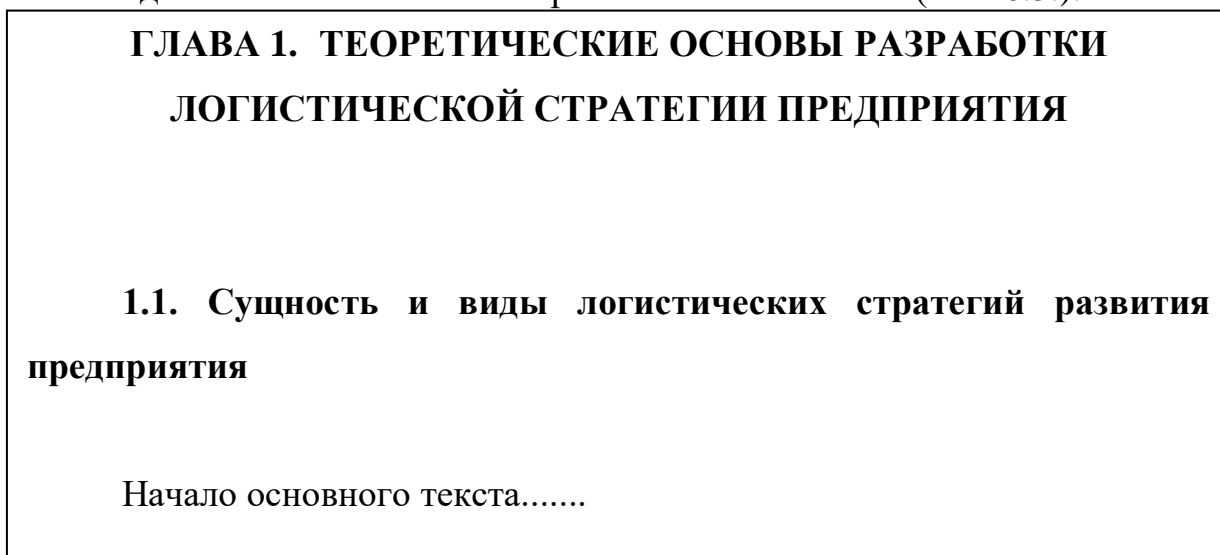 ГЛАВА 1. ТЕОРЕТИЧЕСКИЕ ОСНОВЫ РАЗРАБОТКИ
ЛОГИСТИЧЕСКОЙ СТРАТЕГИИ ПРЕДПРИЯТИЯ
1.1. Сущность и виды логистических стратегий развития
предприятия
Начало основного текста.......